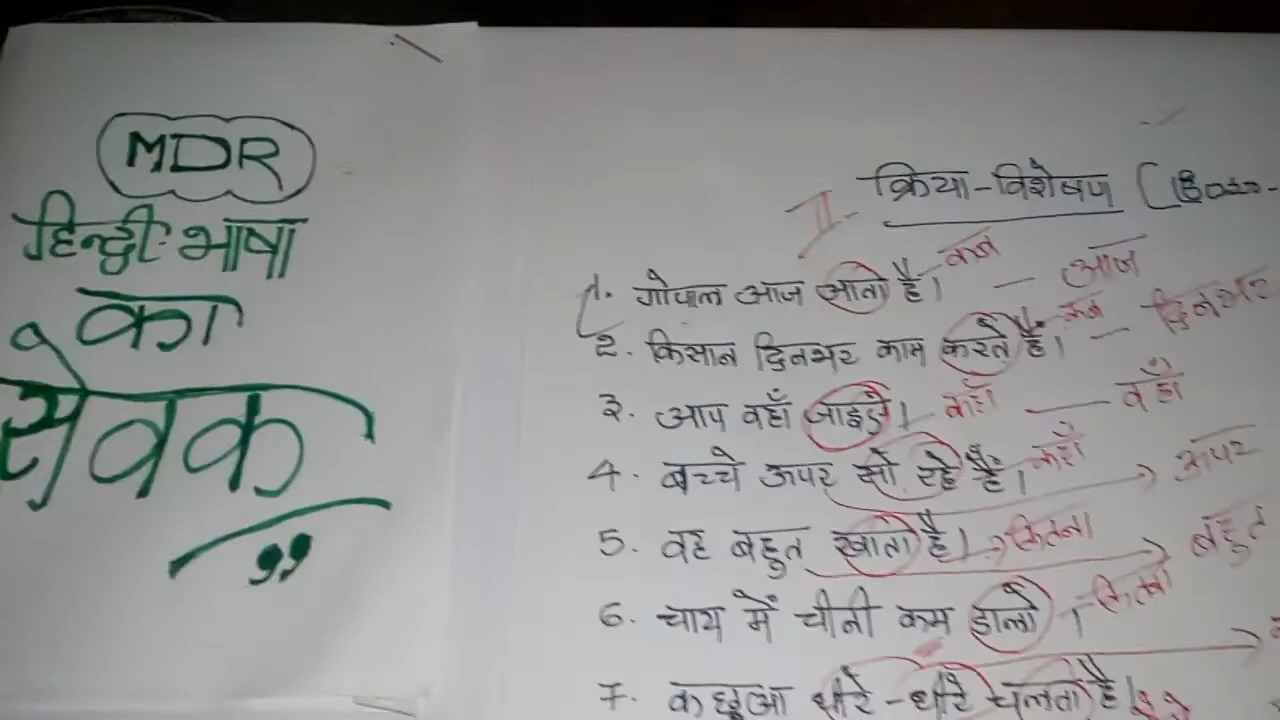 MDR
हिन्दी भाषा
का
सेवक
"
II- क्रिया-विशेषण
1. गोपाल आता आज है। कब — आज
2. किसान दिनभर काम करते हैं। कब — दिनभर
3. आप वहाँ जाइऐ। कहाँ — वहाँ
4. बच्चे ऊपर सो रहे हैं। कहाँ → ऊपर
5. वह बहुत खाता है। → कितना → बहुत
6. चाय में चीनी कम डालो। कितनी →
7. कछुआ धीरे-धीरे चलता है।